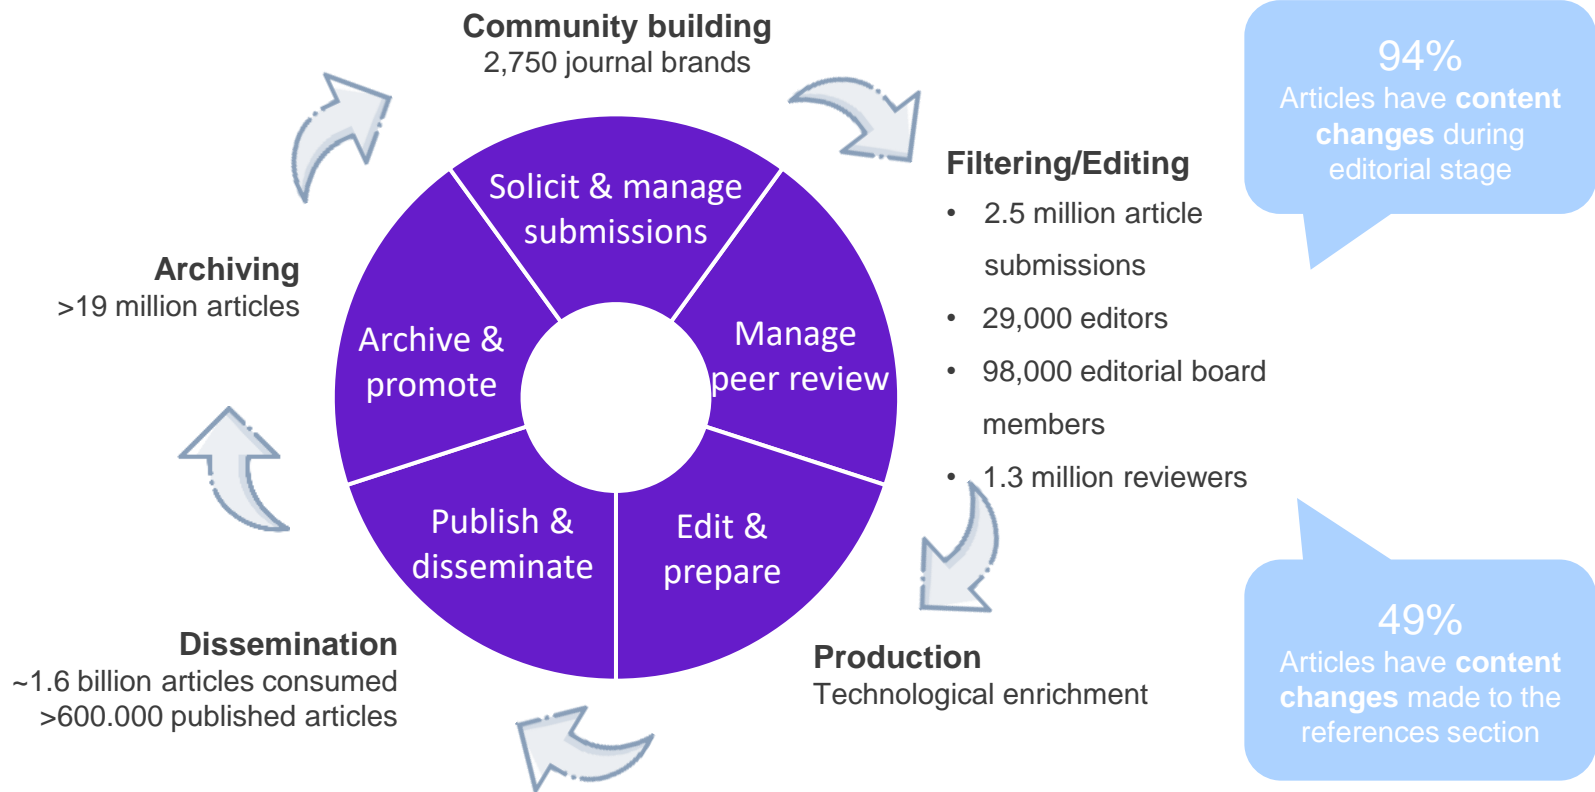 Community building
2,750 journal brands
94%
Articles have content
changes during
editorial stage
Filtering/Editing
• 2.5 million article
submissions
• 29,000 editors
• 98,000 editorial board
members
• 1.3 million reviewers
Solicit & manage
submissions
Manage
peer review
Edit &
prepare
Publish &
disseminate
Archive &
promote
Archiving
>19 million articles
Dissemination
~1.6 billion articles consumed
>600.000 published articles
Production
Technological enrichment
49%
Articles have content
changes made to the
references section